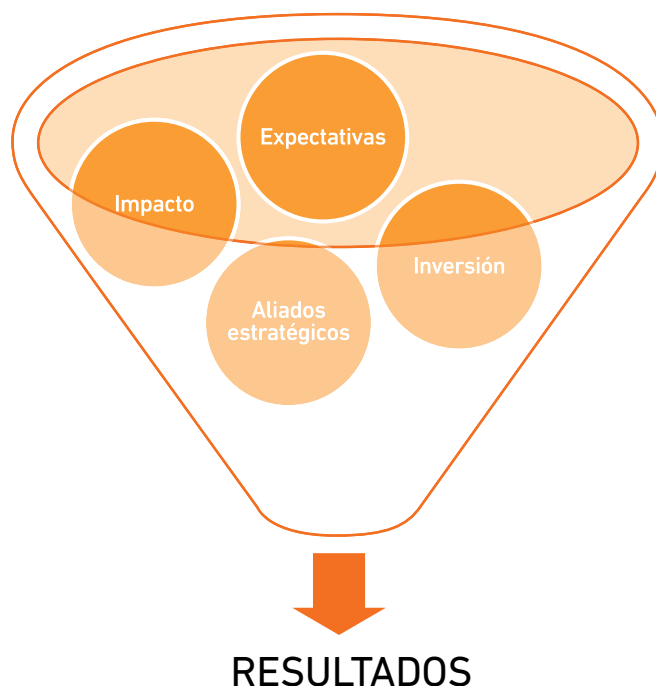 Expectativas
Impacto
Inversión
Aliados
estratégicos
RESULTADOS